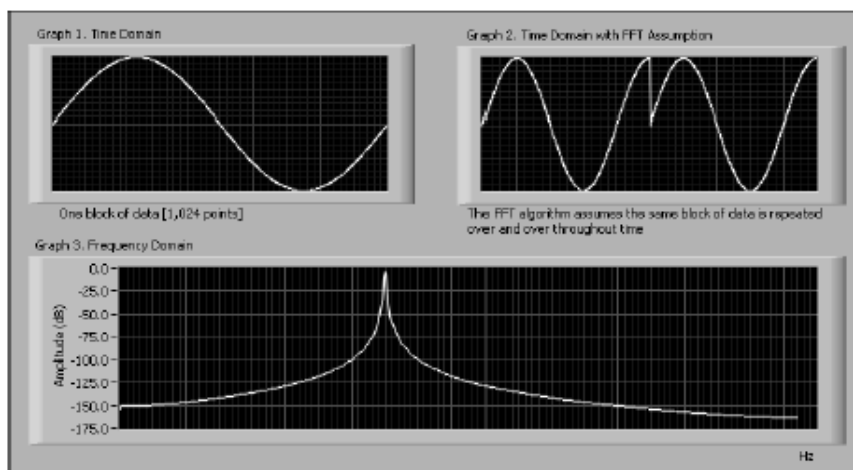 Graph 1. Time Domain
Graph 2. Time Domain with FFT Assumption
One block of data [1,024 points]
The FFT algorithm assumes the same block of data is repeated
over and over throughout time
Graph 3. Frequency Domain
Amplitude (dB)
0.0
-25.0
-50.0
-75.0
-100.0
-125.0
-150.0
-175.0
Hz